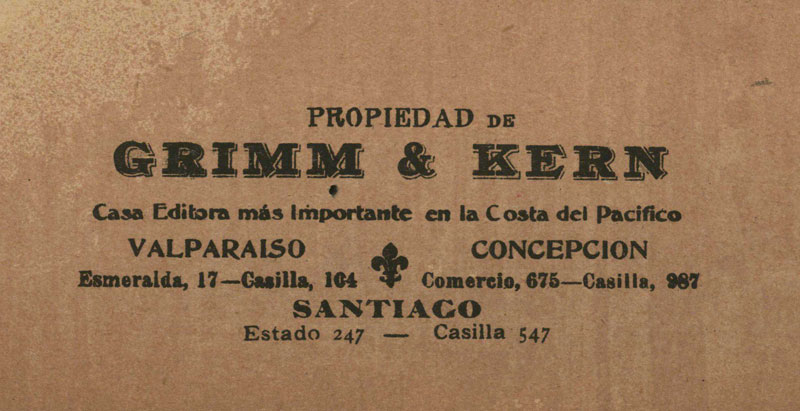 PROPIEDAD DE
GRIMM & KERN
Casa Editora más Importante en la Costa del Pacifico
VALPARAISO CONCEPCION
Esmeralda, 17—Casilla, 104 Comercio, 675—Casilla, 987
SANTIAGO
Estado 247 — Casilla 547